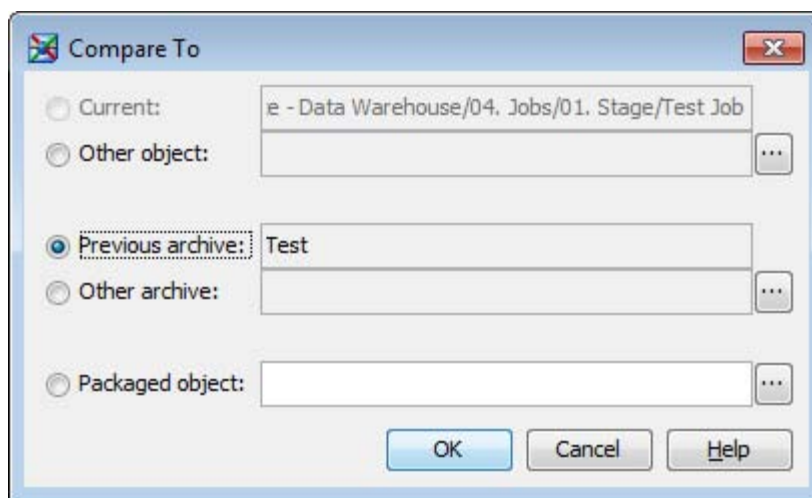 Compare To
Current: e - Data Warehouse/04. Jobs/01. Stage/Test Job
Other object: ...
Previous archive: Test
Other archive: ...
Packaged object: ...
OK Cancel Help